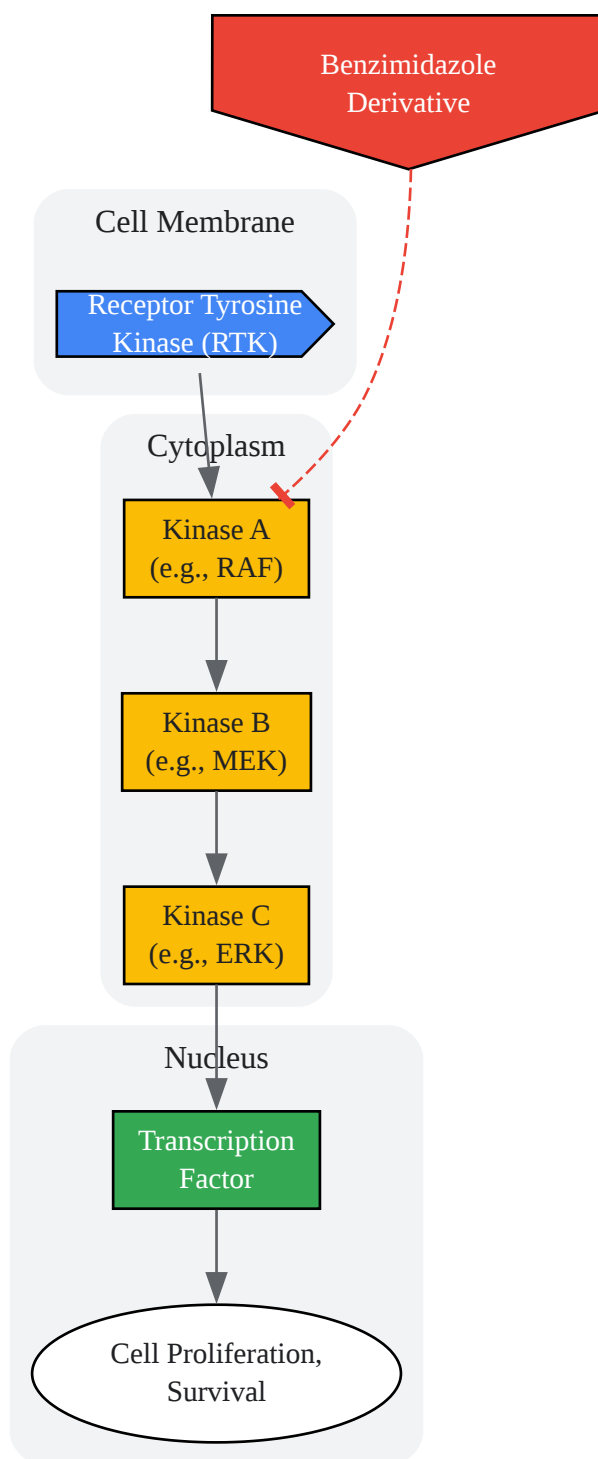 Benzimidazole
Derivative
Cell Membrane
Receptor Tyrosine
Kinase (RTK)
Cytoplasm
Kinase A
(e.g., RAF)
Kinase B
(e.g., MEK)
Kinase C
(e.g., ERK)
Nucleus
Transcription
Factor
Cell Proliferation,
Survival